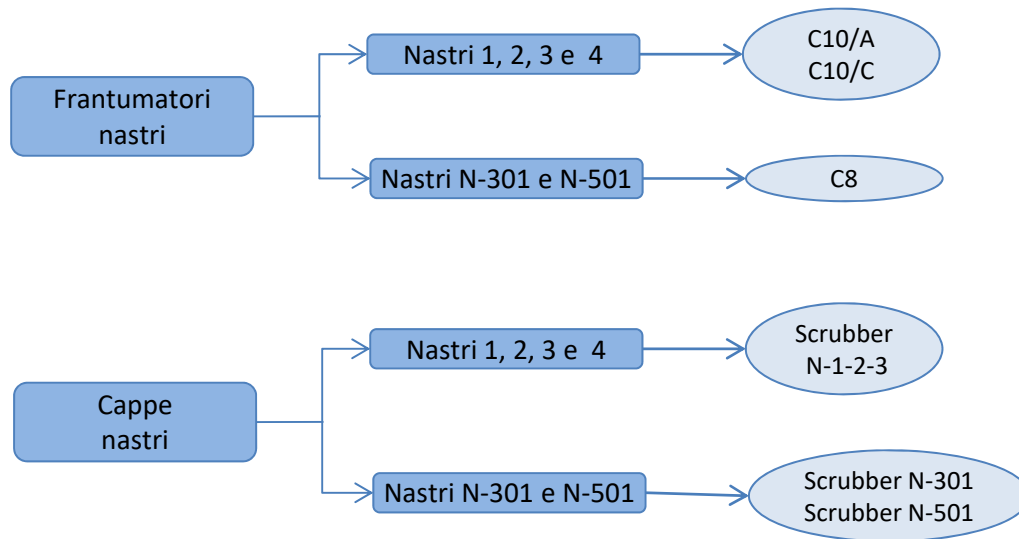 Nastri 1, 2, 3 e 4
C10/A
C10/C
Frantumatori
nastri
Nastri N-301 e N-501
C8
Nastri 1, 2, 3 e 4
Scrubber
N-1-2-3
Cappe
nastri
Nastri N-301 e N-501
Scrubber N-301
Scrubber N-501